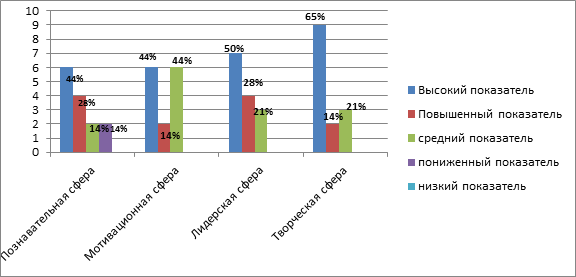 10
9
8
7
6
5
4
3
2
1
0
44%
28%
14%
14%
44%
14%
44%
50%
28%
21%
65%
14%
21%
Познавательная сфера
Мотивационная сфера
Лидерская сфера
Творческая сфера
Высокий показатель
Повышенный показатель
средний показатель
пониженный показатель
низкий показатель